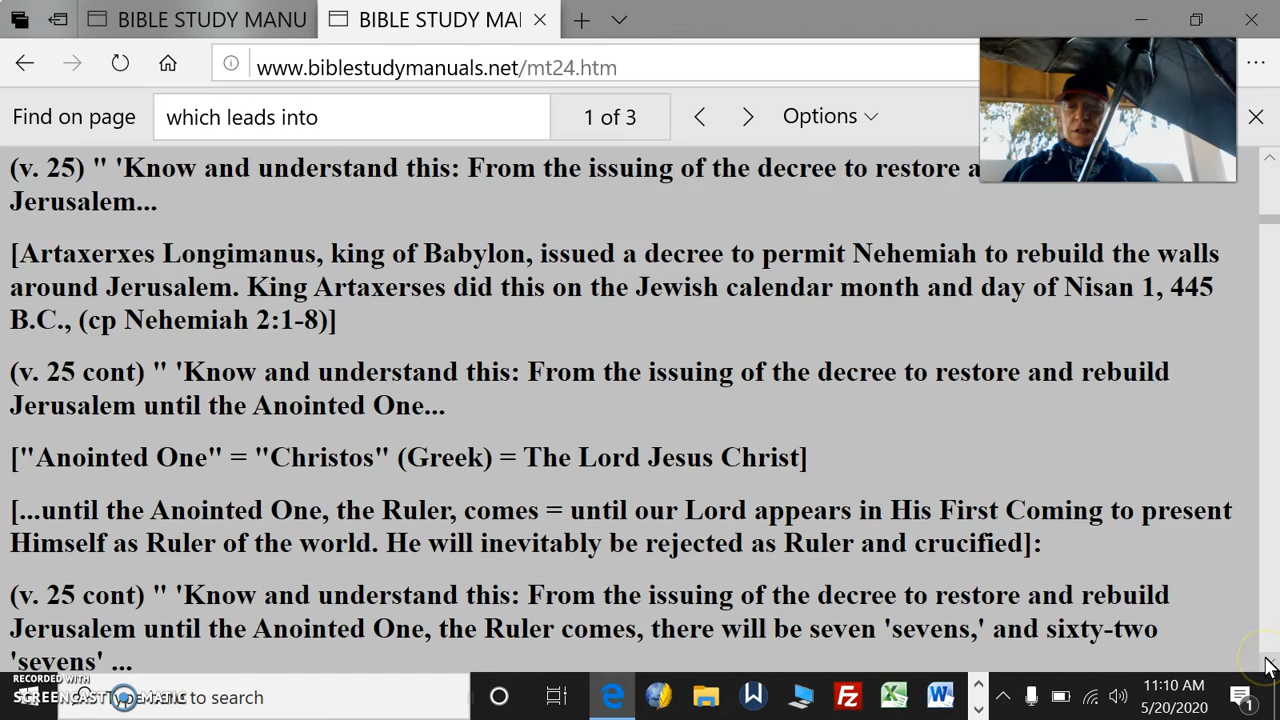 BIBLE STUDY MANU
BIBLE STUDY MAI
www.biblestudymanuals.net/mt24.htm
Find on page
which leads into
1 of 3
Options
(v. 25) " 'Know and understand this: From the issuing of the decree to restore a
Jerusalem...
[Artaxerxes Longimanus, king of Babylon, issued a decree to permit Nehemiah to rebuild the walls
around Jerusalem. King Artaxerses did this on the Jewish calendar month and day of Nisan 1, 445
B.C., (cp Nehemiah 2:1-8)]
(v. 25 cont) " 'Know and understand this: From the issuing of the decree to restore and rebuild
Jerusalem until the Anointed One...
["Anointed One" = "Christos" (Greek) = The Lord Jesus Christ]
[...until the Anointed One, the Ruler, comes = until our Lord appears in His First Coming to present
Himself as Ruler of the world. He will inevitably be rejected as Ruler and crucified]:
(v. 25 cont) " 'Know and understand this: From the issuing of the decree to restore and rebuild
Jerusalem until the Anointed One, the Ruler comes, there will be seven 'sevens,' and sixty-two
'sevens' ...
RECORDED WITH
SCREENCAST MATIC
to search
11:10 AM
5/20/2020
1